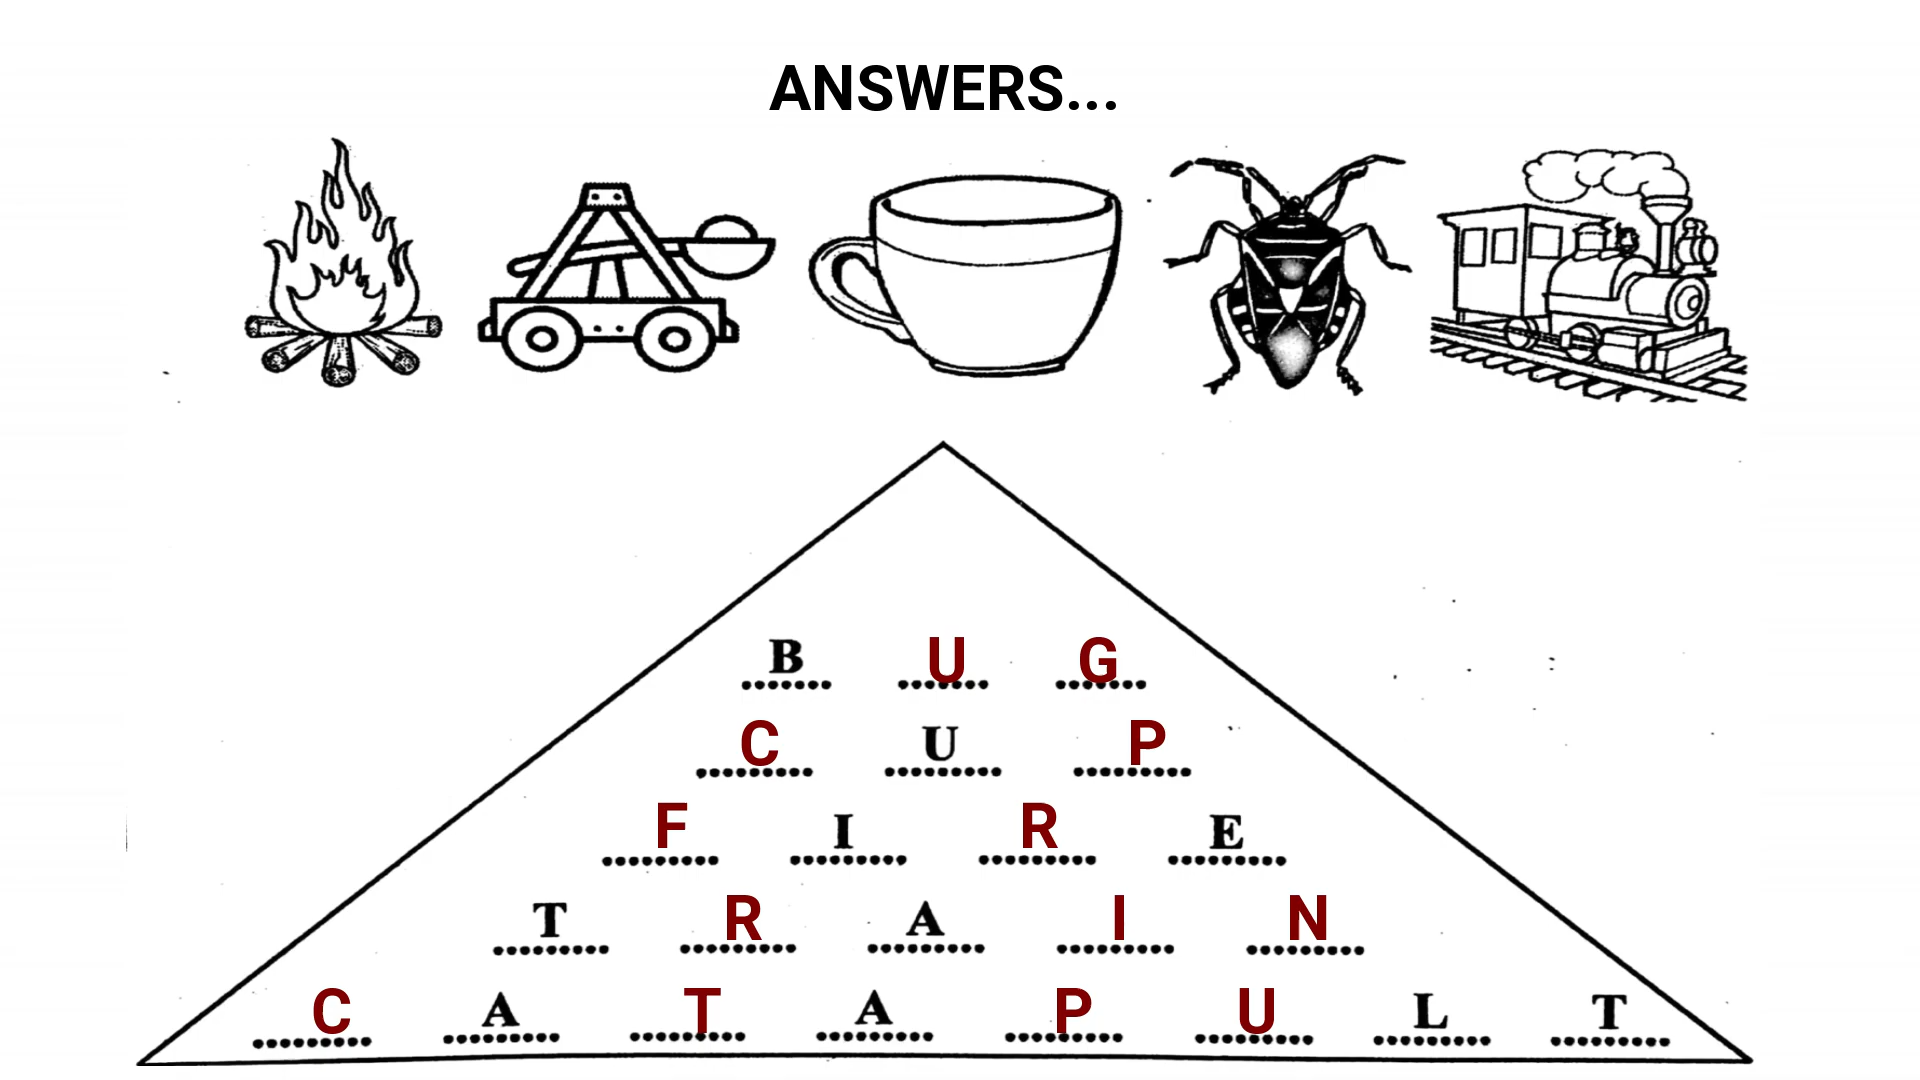 ANSWERS...
B U G
C U P
F I R E
T R A I N
C A T A P U L T